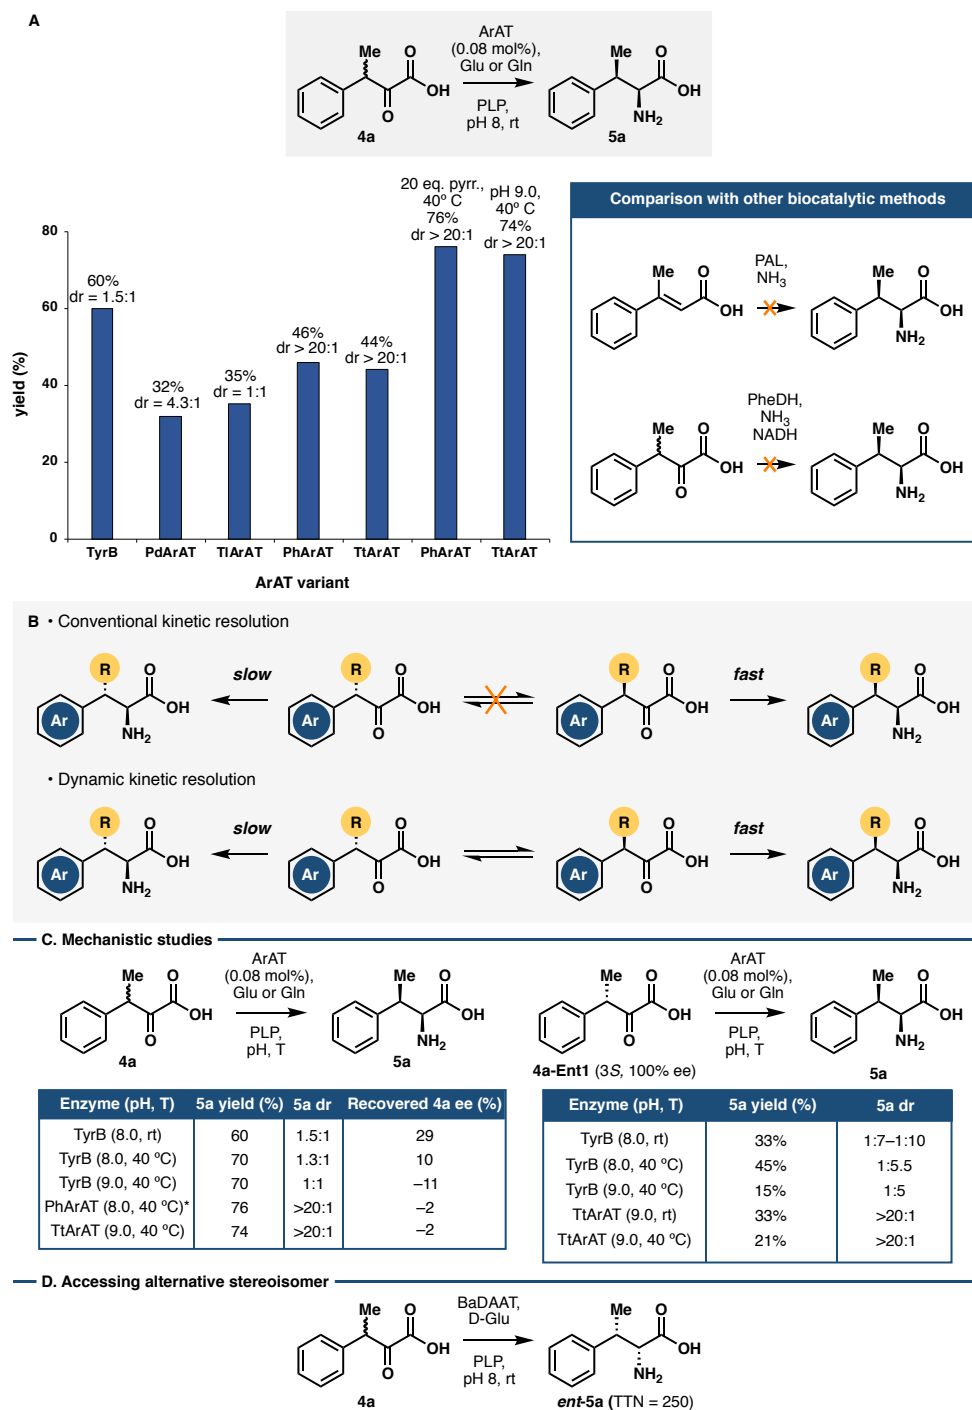 A
Me
O
OH
O
4a
ArAT
(0.08 mol%),
Glu or Gln
PLP,
pH 8, rt
Me
O
OH
NH2
5a
yield (%)
80
60
40
20
0
60%
dr = 1.5:1
32%
dr = 4.3:1
35%
dr = 1:1
46%
dr > 20:1
44%
dr > 20:1
20 eq. pyrr.,
40º C
76%
dr > 20:1
pH 9.0,
40º C
74%
dr > 20:1
TyrB PdArAT TlArAT PhArAT TtArAT PhArAT TtArAT
ArAT variant
Comparison with other biocatalytic methods
Me
O
OH
PAL,
NH3
Me
O
OH
NH2
Me
O
OH
O
PheDH,
NH3
NADH
Me
O
OH
NH2
B • Conventional kinetic resolution
R
O
OH
Ar
NH2
slow
R
O
OH
Ar
O
R
O
OH
Ar
O
fast
R
O
OH
Ar
NH2
• Dynamic kinetic resolution
R
O
OH
Ar
NH2
slow
R
O
OH
Ar
O
R
O
OH
Ar
O
fast
R
O
OH
Ar
NH2
C. Mechanistic studies
Me
O
OH
O
4a
ArAT
(0.08 mol%),
Glu or Gln
PLP,
pH, T
Me
O
OH
NH2
5a
Enzyme (pH, T) 5a yield (%) 5a dr Recovered 4a ee (%)
TyrB (8.0, rt) 60 1.5:1 29
TyrB (8.0, 40 ºC) 70 1.3:1 10
TyrB (9.0, 40 ºC) 70 1:1 –11
PhArAT (8.0, 40 ºC)* 76 >20:1 –2
TtArAT (9.0, 40 ºC) 74 >20:1 –2
Me
O
OH
O
4a-Ent1 (3S, 100% ee)
ArAT
(0.08 mol%),
Glu or Gln
PLP,
pH, T
Me
O
OH
NH2
5a
Enzyme (pH, T) 5a yield (%) 5a dr
TyrB (8.0, rt) 33% 1:7–1:10
TyrB (8.0, 40 ºC) 45% 1:5.5
TyrB (9.0, 40 ºC) 15% 1:5
TtArAT (9.0, rt) 33% >20:1
TtArAT (9.0, 40 ºC) 21% >20:1
D. Accessing alternative stereoisomer
Me
O
OH
O
4a
BaDAAT,
D-Glu
PLP,
pH 8, rt
Me
O
OH
NH2
ent-5a (TTN = 250)